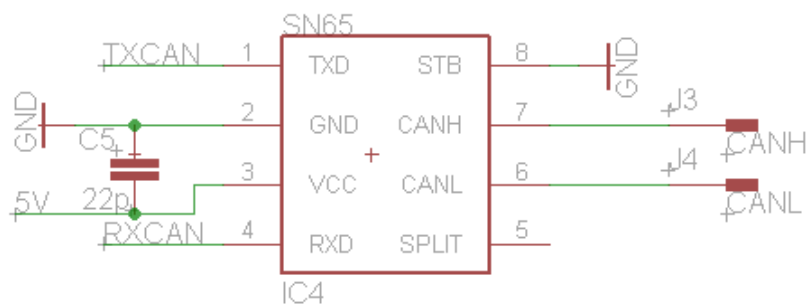 SN65
TXCAN 1 TXD STB 8 GND
GND 2 GND CANH 7 J3 CANH
C5 22p
5V 3 VCC CANL 6 J4 CANL
RXCAN 4 RXD SPLIT 5
IC4